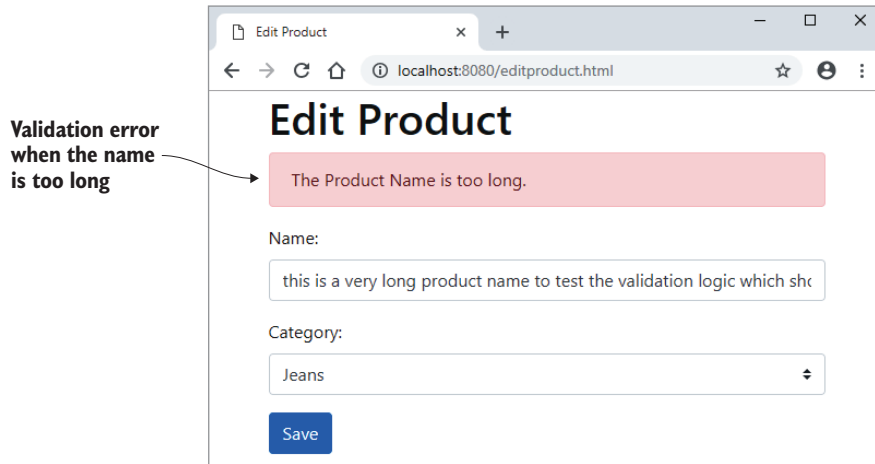 Edit Product
localhost:8080/editproduct.html
Validation error
when the name
is too long
Edit Product
The Product Name is too long.
Name:
this is a very long product name to test the validation logic which sho
Category:
Jeans
Save